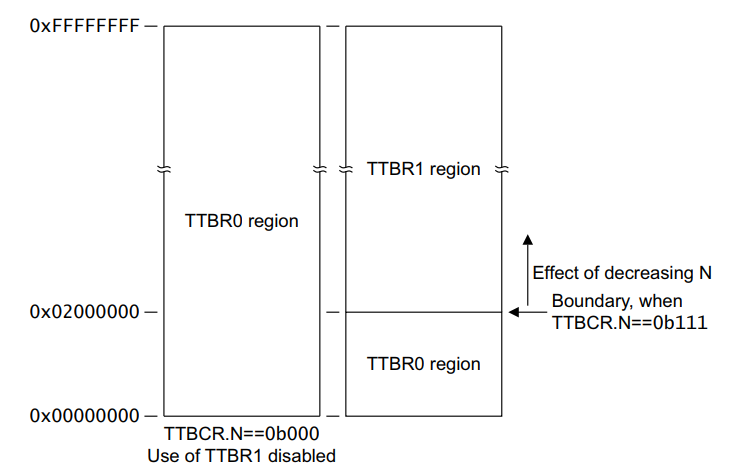 0xFFFFFFFF
TTBR1 region
TTBR0 region
Effect of decreasing N
0x02000000
Boundary, when
TTBCR.N==0b111
TTBR0 region
0x00000000
TTBCR.N==0b000
Use of TTBR1 disabled